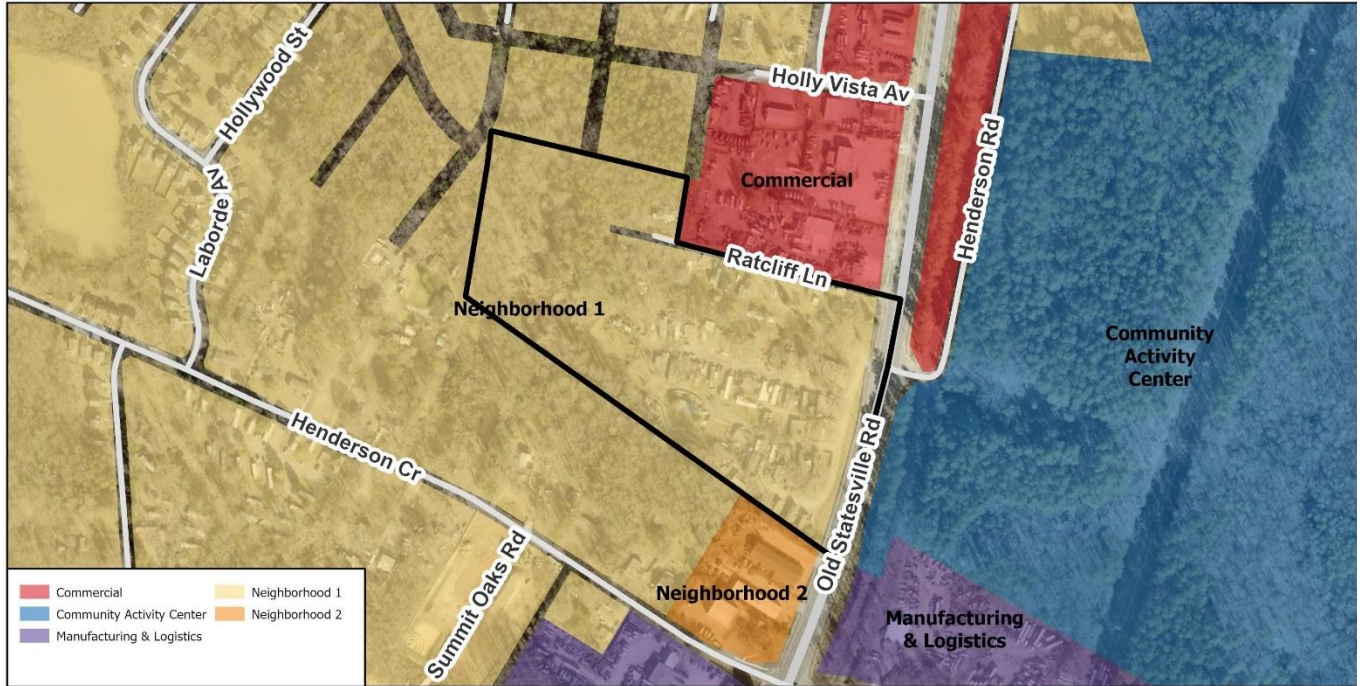 Hollywood St
Holly Vista Av
Henderson Rd
Commercial
Laborde Av
Ratcliff Ln
Neighborhood 1
Community
Activity
Center
Henderson Cr
Old Statesville Rd
Summit Oaks Rd
Neighborhood 2
Manufacturing
& Logistics
Commercial
Neighborhood 1
Community Activity Center
Neighborhood 2
Manufacturing & Logistics